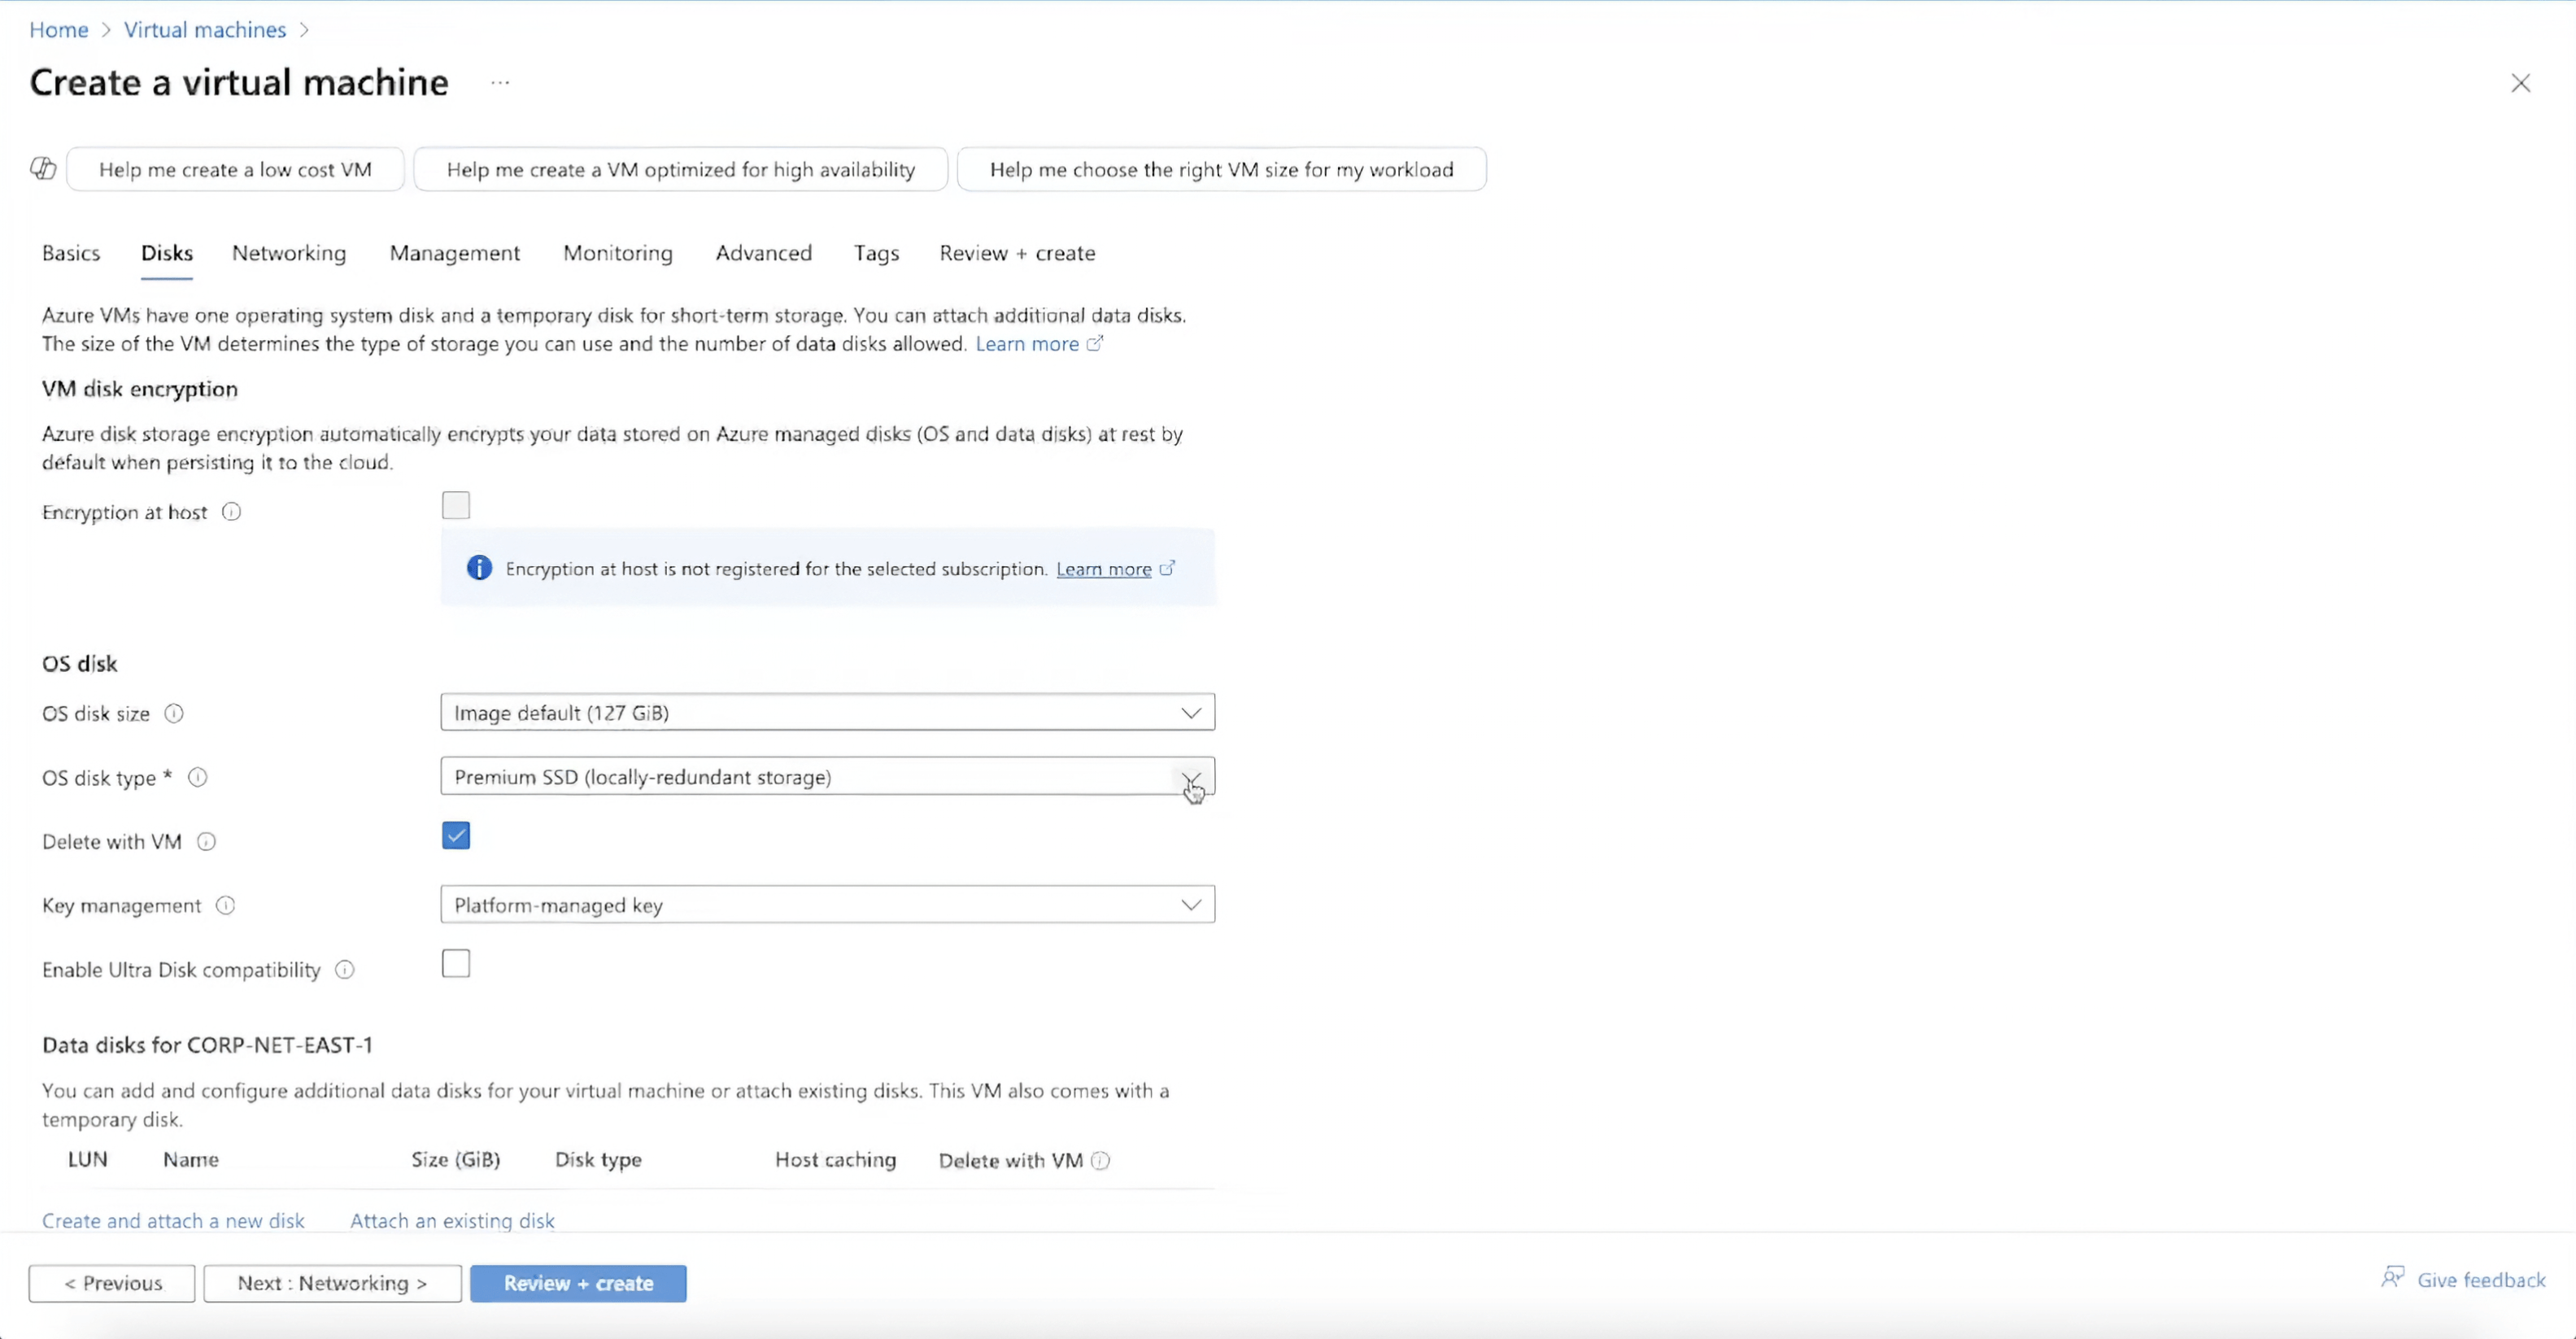 Home > Virtual machines >
Create a virtual machine ...
Help me create a low cost VM Help me create a VM optimized for high availability Help me choose the right VM size for my workload
Basics Disks Networking Management Monitoring Advanced Tags Review + create
Azure VMs have one operating system disk and a temporary disk for short-term storage. You can attach additional data disks.
The size of the VM determines the type of storage you can use and the number of data disks allowed. Learn more
VM disk encryption
Azure disk storage encryption automatically encrypts your data stored on Azure managed disks (OS and data disks) at rest by
default when persisting it to the cloud.
Encryption at host
Encryption at host is not registered for the selected subscription. Learn more
OS disk
OS disk size Image default (127 GiB)
OS disk type * Premium SSD (locally-redundant storage)
Delete with VM
Key management Platform-managed key
Enable Ultra Disk compatibility
Data disks for CORP-NET-EAST-1
You can add and configure additional data disks for your virtual machine or attach existing disks. This VM also comes with a
temporary disk.
LUN Name Size (GiB) Disk type Host caching Delete with VM
Create and attach a new disk Attach an existing disk
< Previous Next : Networking > Review + create Give feedback